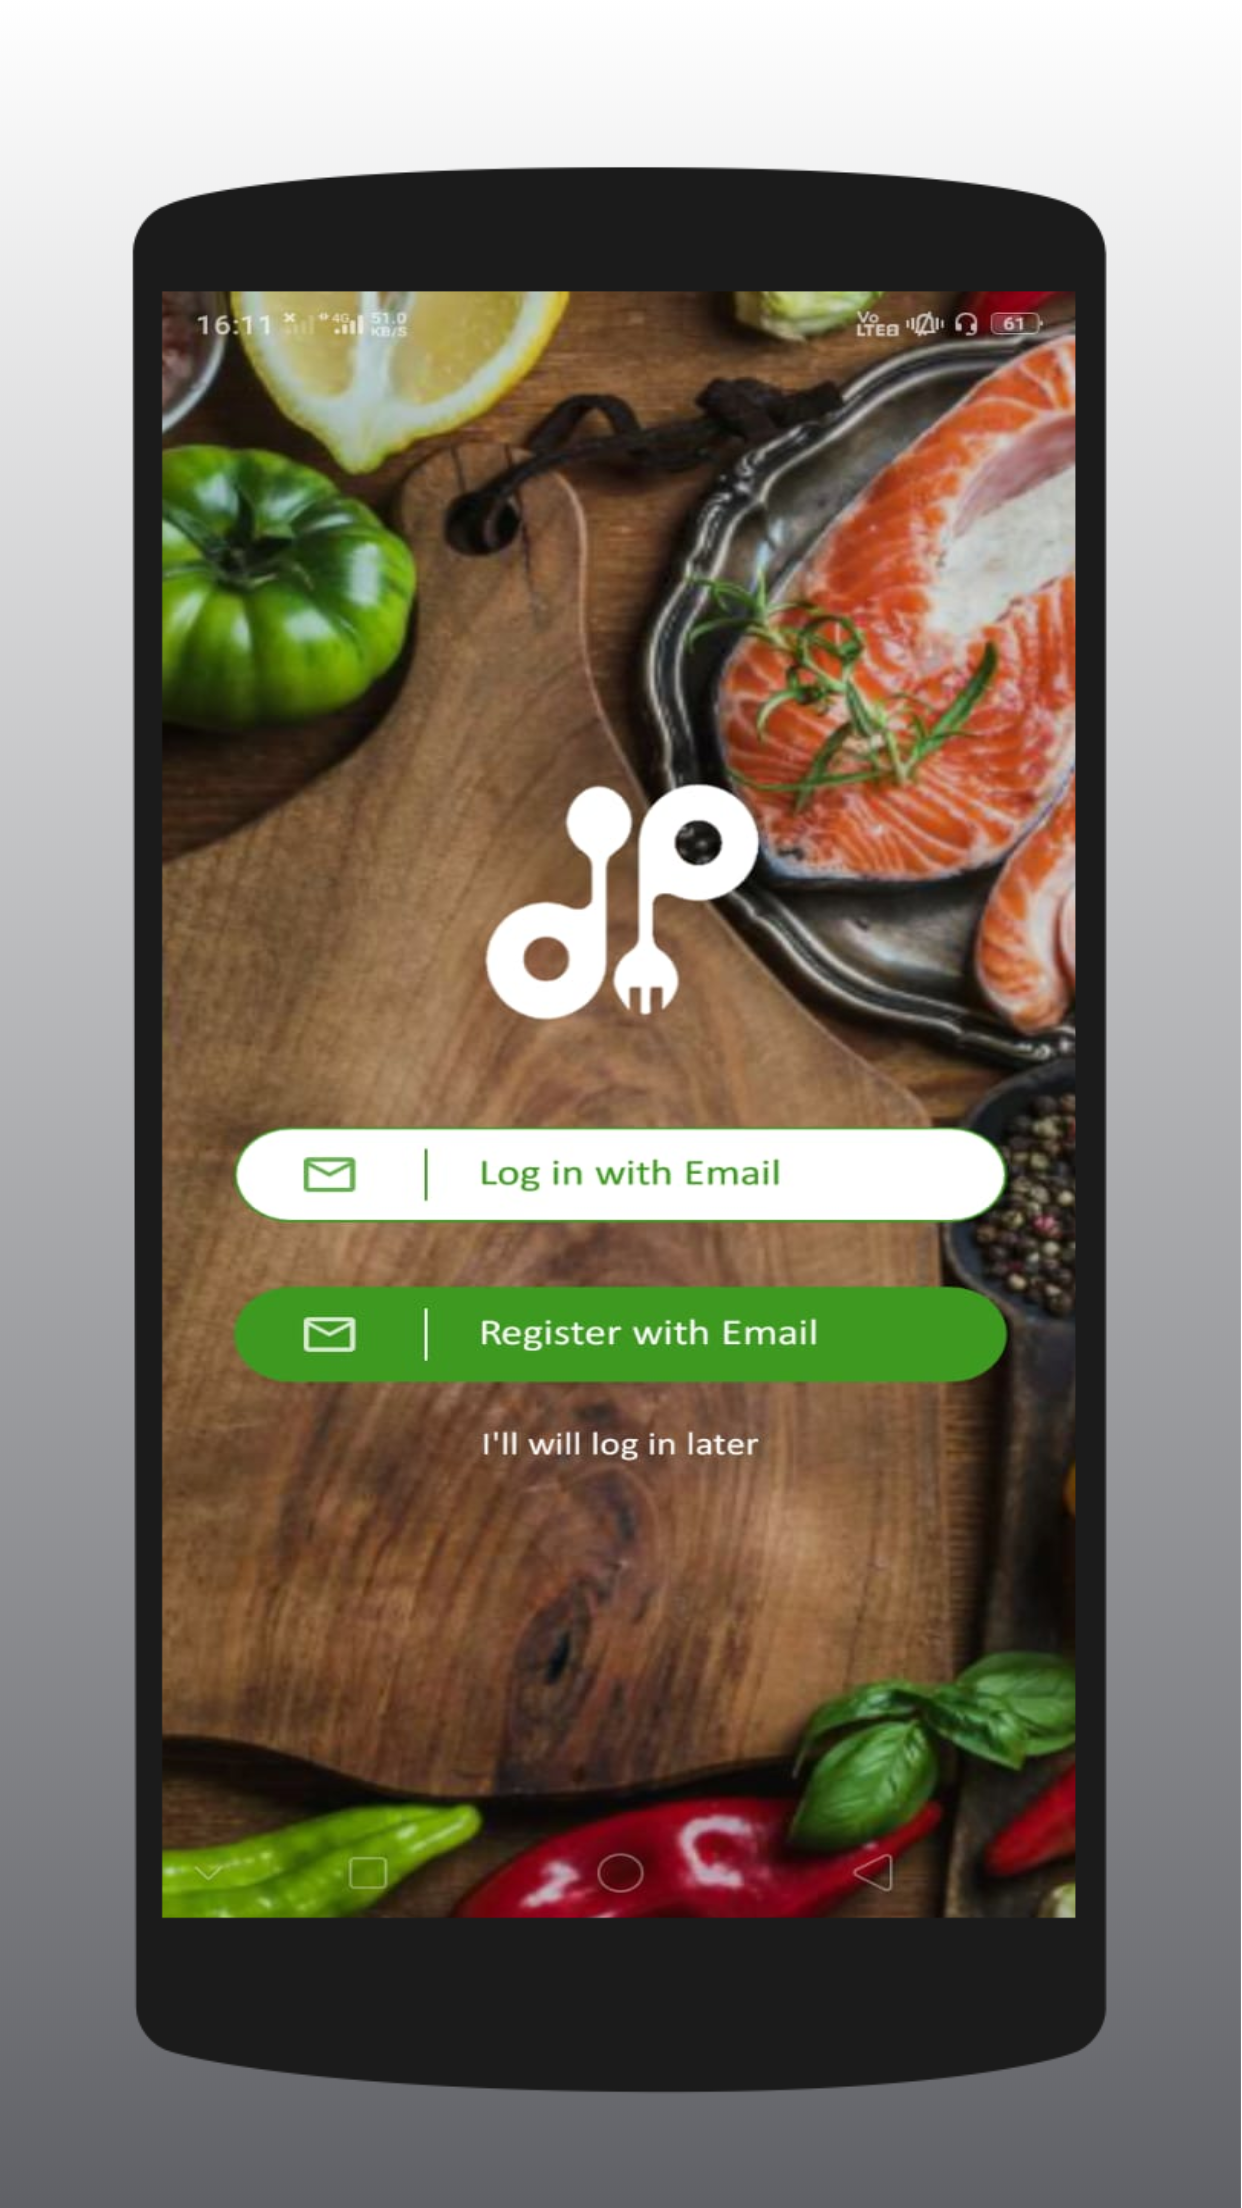 16:11 4G 51.0 KB/S Vo LTE 61
dp
Log in with Email
Register with Email
I'll will log in later